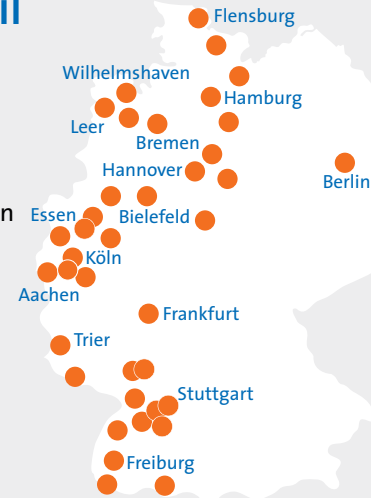 Flensburg
Wilhelmshaven
Hamburg
Leer
Bremen
Hannover
Berlin
Essen
Bielefeld
Köln
Aachen
Frankfurt
Trier
Stuttgart
Freiburg